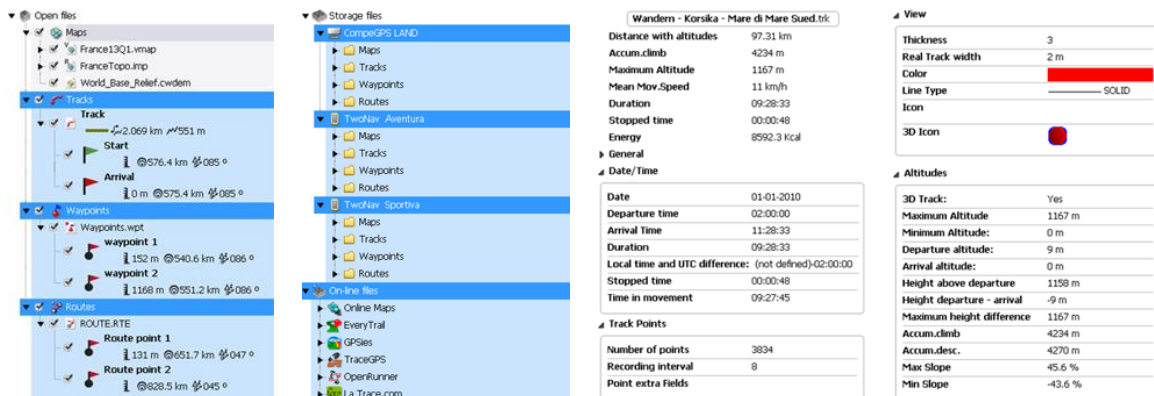 Open files
Maps
France13Q1.vmap
FranceTopo.imp
World_Base_Relief.cwdem
Tracks
Track
2.069 km 551 m
Start
576.4 km 085 º
Arrival
0 m 575.4 km 085 º
Waypoints
Waypoints.wpt
waypoint 1
152 m 540.6 km 086 º
waypoint 2
1168 m 551.2 km 086 º
Routes
ROUTE.RTE
Route point 1
131 m 651.7 km 047 º
Route point 2
828.5 km 045 º
Storage files
CompeGPS LAND
Maps
Tracks
Waypoints
Routes
TwoNav Aventura
Maps
Tracks
Waypoints
Routes
TwoNav Sportiva
Maps
Tracks
Waypoints
Routes
On-line files
Online Maps
EveryTrail
GPSies
TraceGPS
OpenRunner
La Trace.com
Wandern - Korsika - Mare di Mare Sued.trk
Distance with altitudes 97.31 km
Accum.climb 4234 m
Maximum Altitude 1167 m
Mean Mov.Speed 11 km/h
Duration 09:28:33
Stopped time 00:00:48
Energy 8592.3 Kcal
General
Date/Time
Date 01-01-2010
Departure time 02:00:00
Arrival Time 11:28:33
Duration 09:28:33
Local time and UTC difference: (not defined)-02:00:00
Stopped time 00:00:48
Time in movement 09:27:45
Track Points
Number of points 3834
Recording interval 8
Point extra Fields
View
Thickness 3
Real Track width 2 m
Color
Line Type SOLID
Icon
3D Icon
Altitudes
3D Track: Yes
Maximum Altitude 1167 m
Minimum Altitude: 0 m
Departure altitude: 9 m
Arrival altitude: 0 m
Height above departure 1158 m
Height departure - arrival -9 m
Maximum height difference 1167 m
Accum.climb 4234 m
Accum.desc. 4270 m
Max Slope 45.6 %
Min Slope -43.6 %